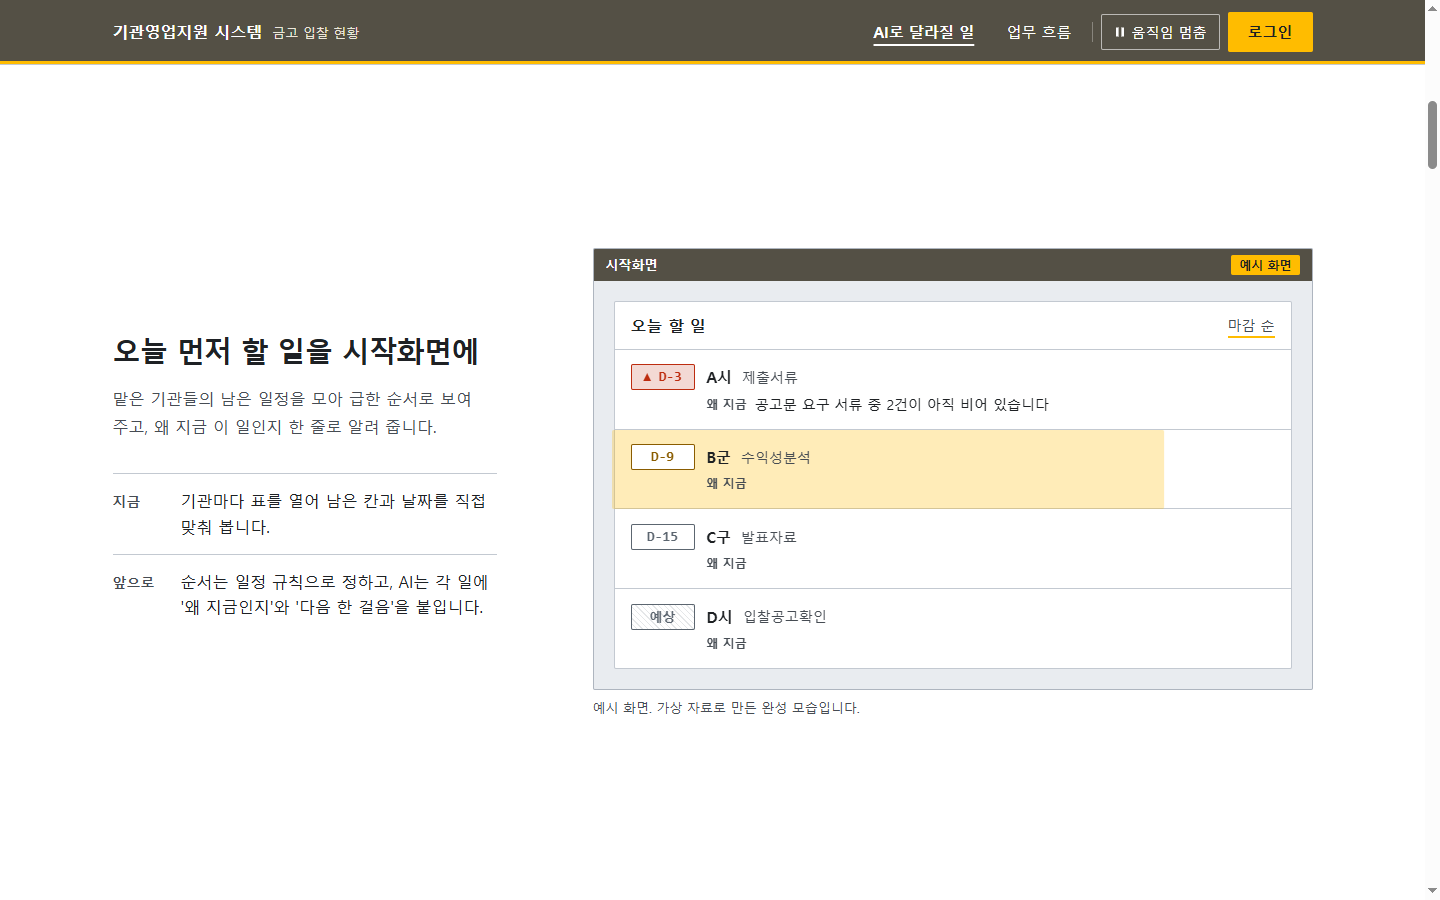 기관영업지원 시스템 금고 입찰 현황
AI로 달라질 일
업무 흐름
움직임 멈춤
로그인
오늘 먼저 할 일을 시작화면에
맡은 기관들의 남은 일정을 모아 급한 순서로 보여
주고, 왜 지금 이 일인지 한 줄로 알려 줍니다.
지금
기관마다 표를 열어 남은 칸과 날짜를 직접
맞춰 봅니다.
앞으로
순서는 일정 규칙으로 정하고, AI는 각 일에
'왜 지금인지'와 '다음 한 걸음'을 붙입니다.
시작화면
예시 화면
오늘 할 일
마감 순
▲ D-3 A시 제출서류
왜 지금 공고문 요구 서류 중 2건이 아직 비어 있습니다
D-9 B군 수익성분석
왜 지금
D-15 C구 발표자료
왜 지금
예상 D시 입찰공고확인
왜 지금
예시 화면. 가상 자료로 만든 완성 모습입니다.